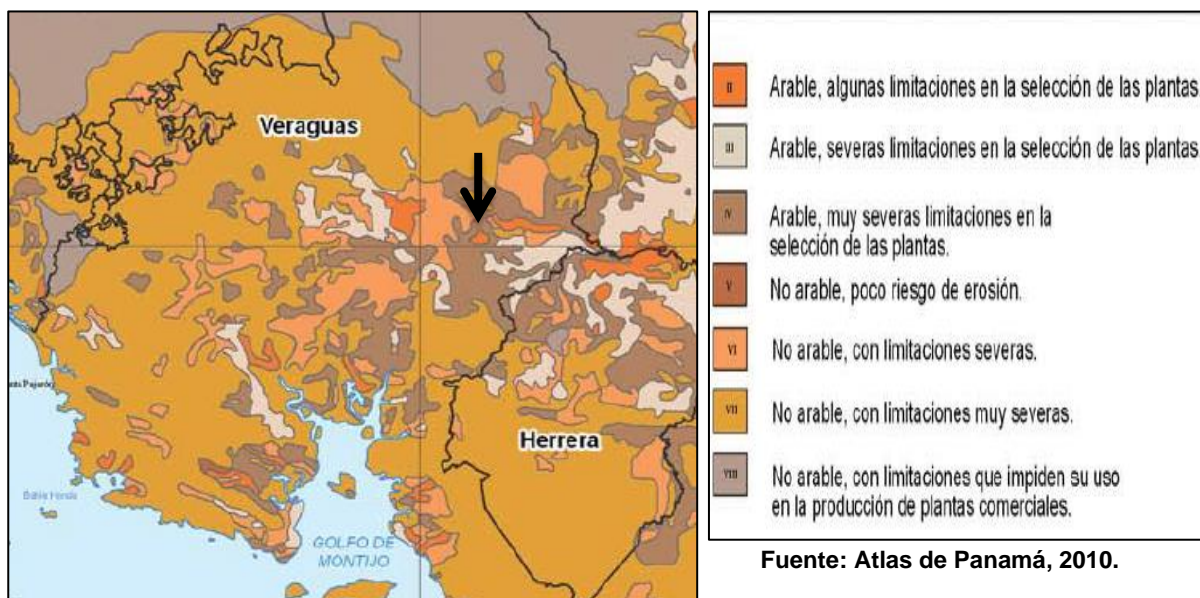 Veraguas
Herrera
Bahía Honda
GOLFO DE
MONTIJO
II Arable, algunas limitaciones en la selección de las plantas.
III Arable, severas limitaciones en la selección de las plantas
IV Arable, muy severas limitaciones en la
selección de las plantas.
V No arable, poco riesgo de erosión.
VI No arable, con limitaciones severas.
VII No arable, con limitaciones muy severas.
VIII No arable, con limitaciones que impiden su uso
en la producción de plantas comerciales.
Fuente: Atlas de Panamá, 2010.